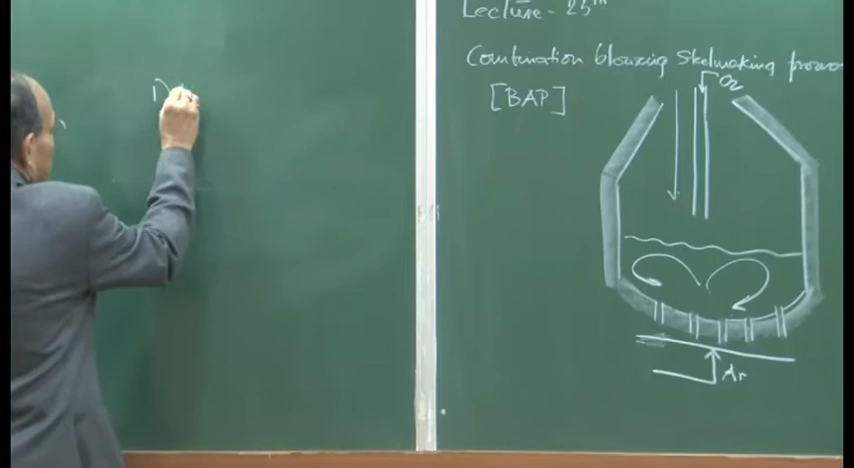 Lecture - 25th
Combination blowing Steelmaking process
[BAP]
O2
Ar